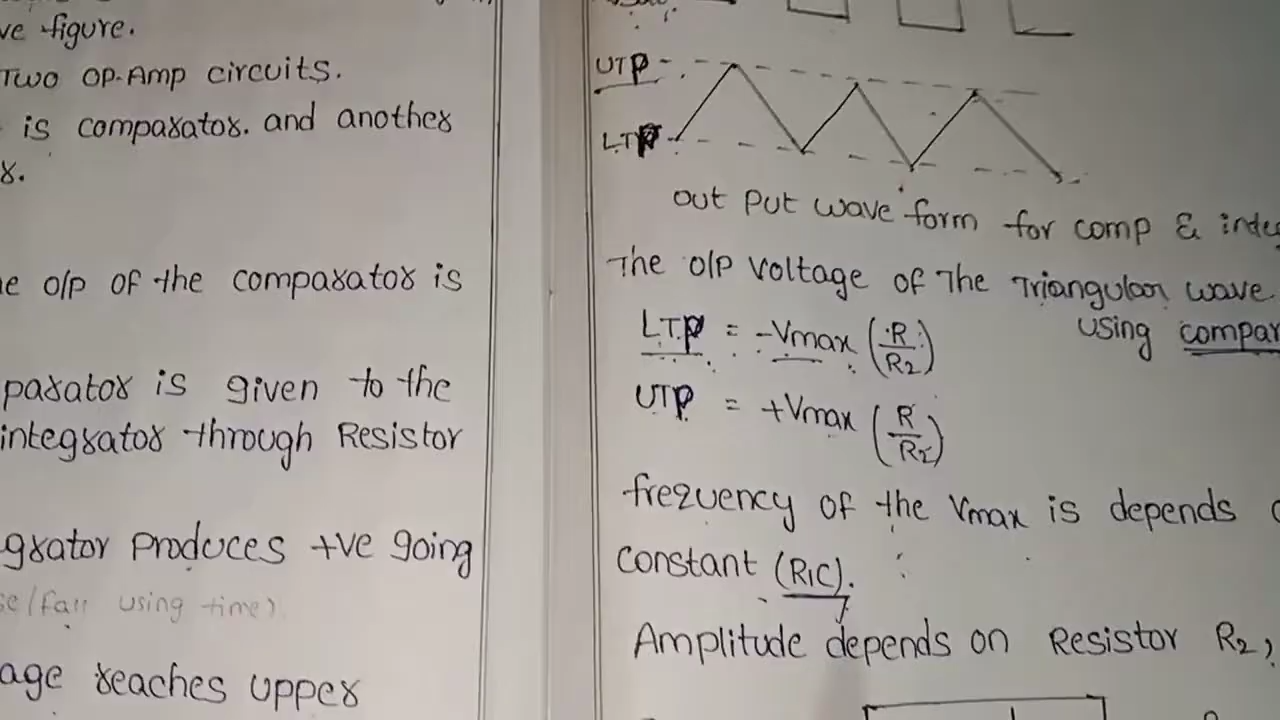 ve figure.
Two OP-Amp circuits.
is comparator. and another
r.
e o/p of the comparator is
parator is given to the
integrator through Resistor
grator produces +ve going
se/fall using time)
age reaches upper
UTP
LTP
out put wave form for comp & inte
The o/p voltage of The Triangular wave
using compar
LTP = -Vmax (R/R2)
UTP = +Vmax (R/R2)
frequency of the Vmax is depends
constant (R1C).
Amplitude depends on Resistor R2,